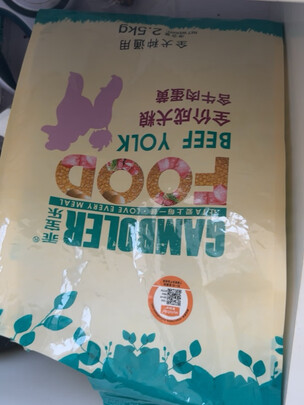 乖宝乐®
GAMBOLER
爱上每一餐 LOVE EVERY MEAL
FOOD
BEEF YOLK
全价成犬粮
含牛肉蛋黄
全犬种通用 2.5kg